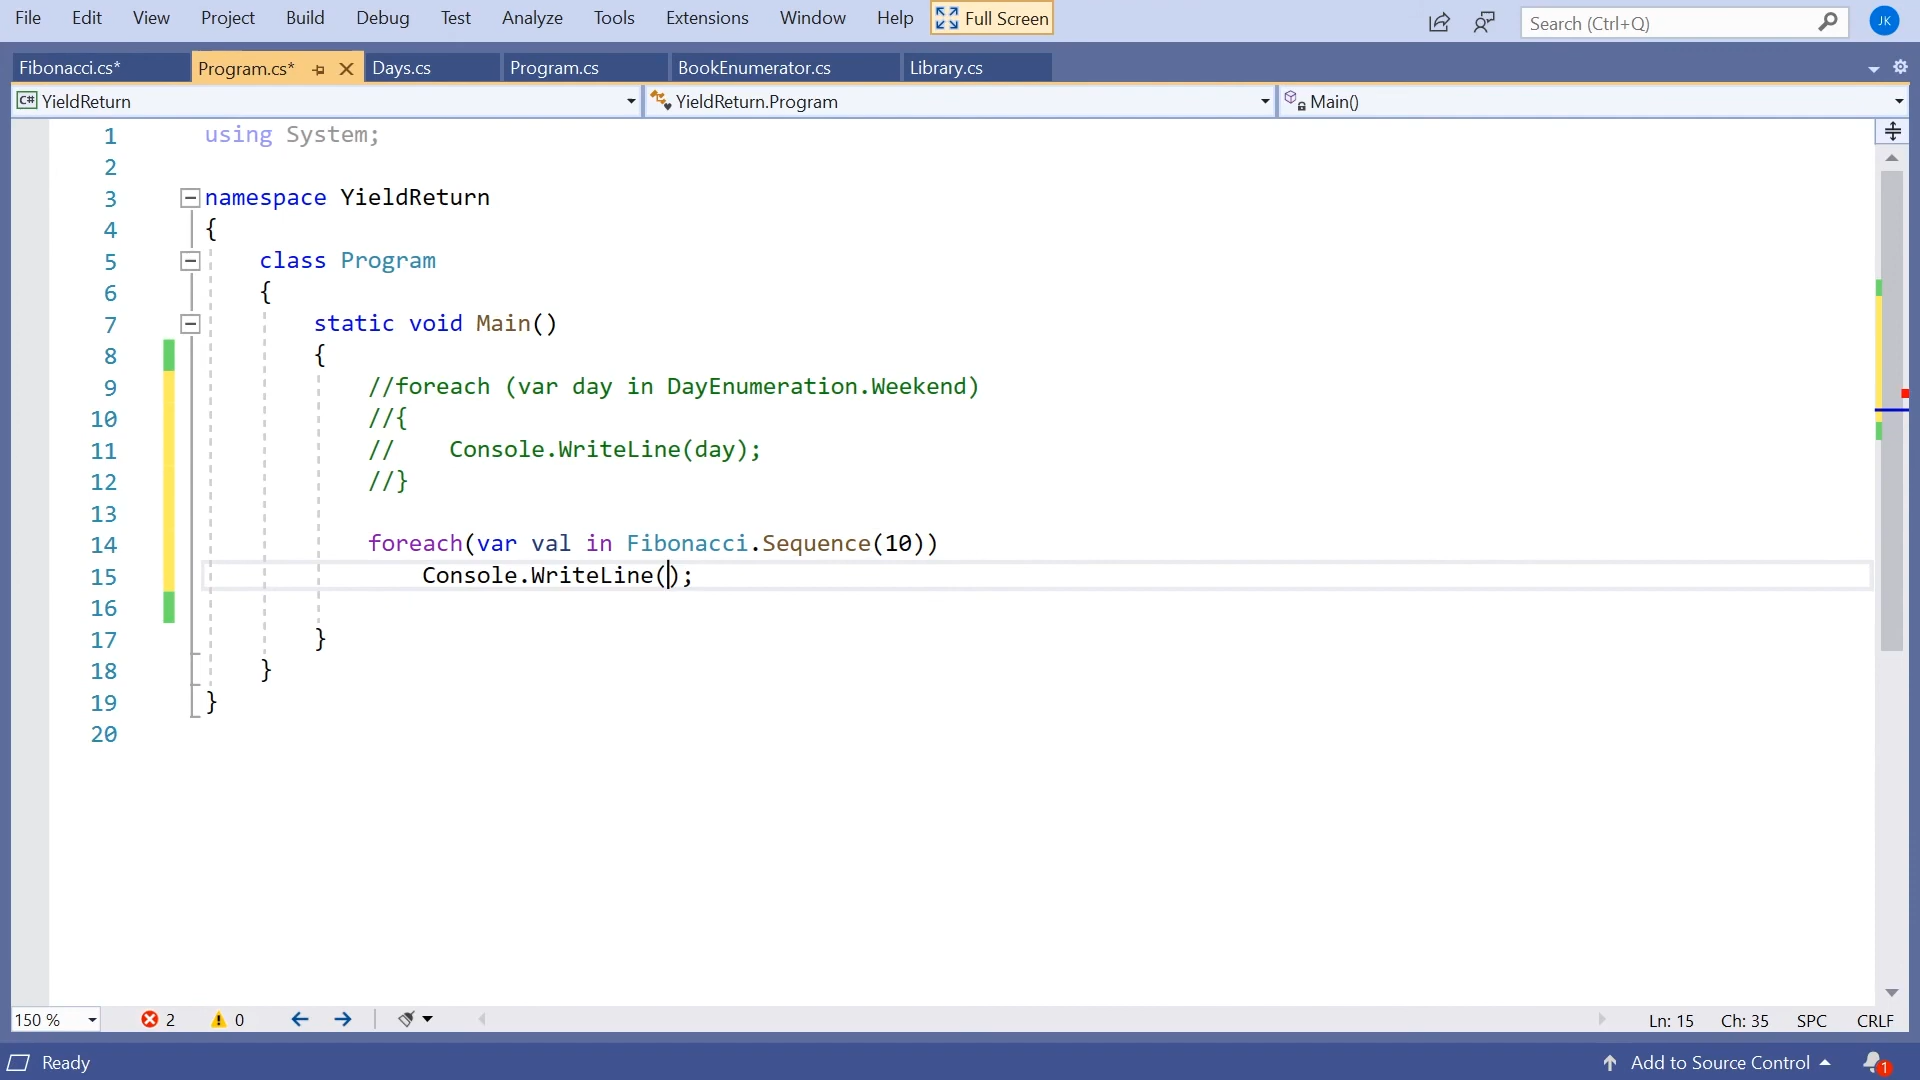 File Edit View Project Build Debug Test Analyze Tools Extensions Window Help Full Screen Search (Ctrl+Q) JK
Fibonacci.cs* Program.cs* Days.cs Program.cs BookEnumerator.cs Library.cs
C# YieldReturn YieldReturn.Program Main()
1 using System;
2
3 namespace YieldReturn
4 {
5 class Program
6 {
7 static void Main()
8 {
9 //foreach (var day in DayEnumeration.Weekend)
10 //{
11 //    Console.WriteLine(day);
12 //}
13
14 foreach(var val in Fibonacci.Sequence(10))
15 Console.WriteLine();
16
17 }
18 }
19 }
20
150 % 2 0 Ln: 15 Ch: 35 SPC CRLF
Ready Add to Source Control 1